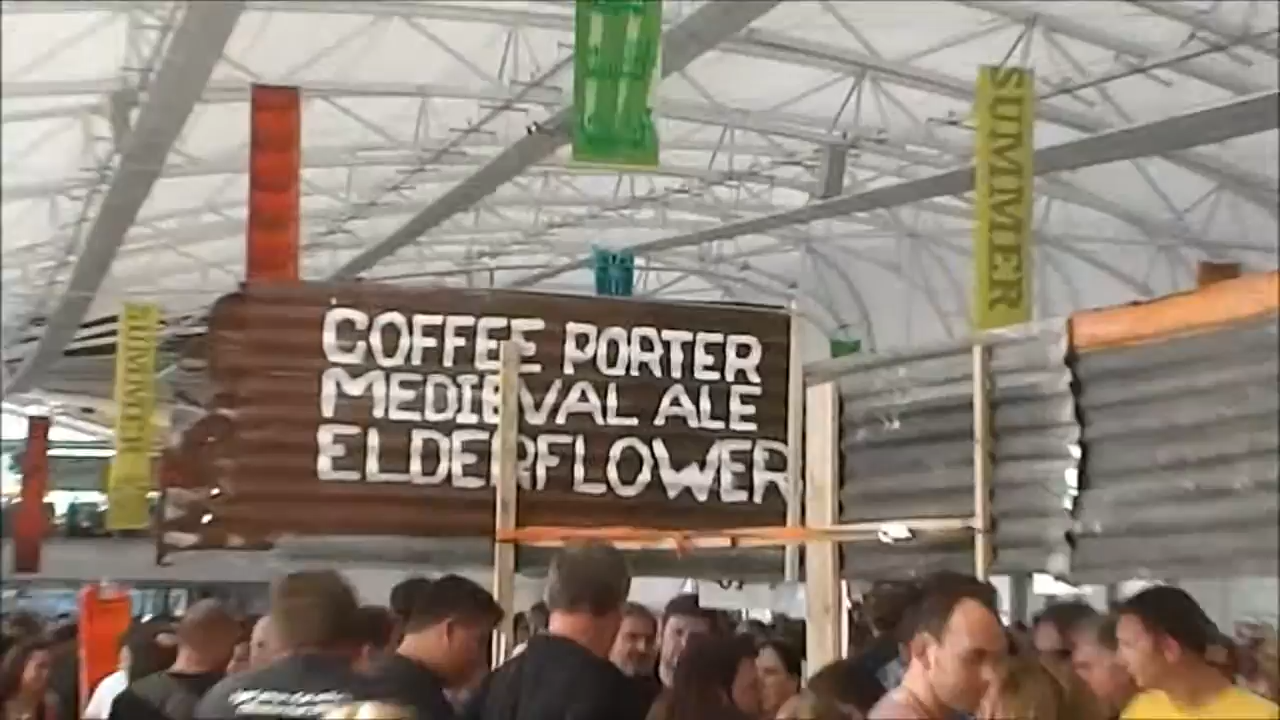 COFFEE PORTER
MEDIEVAL ALE
ELDERFLOWER
SUMMER
SUMMER